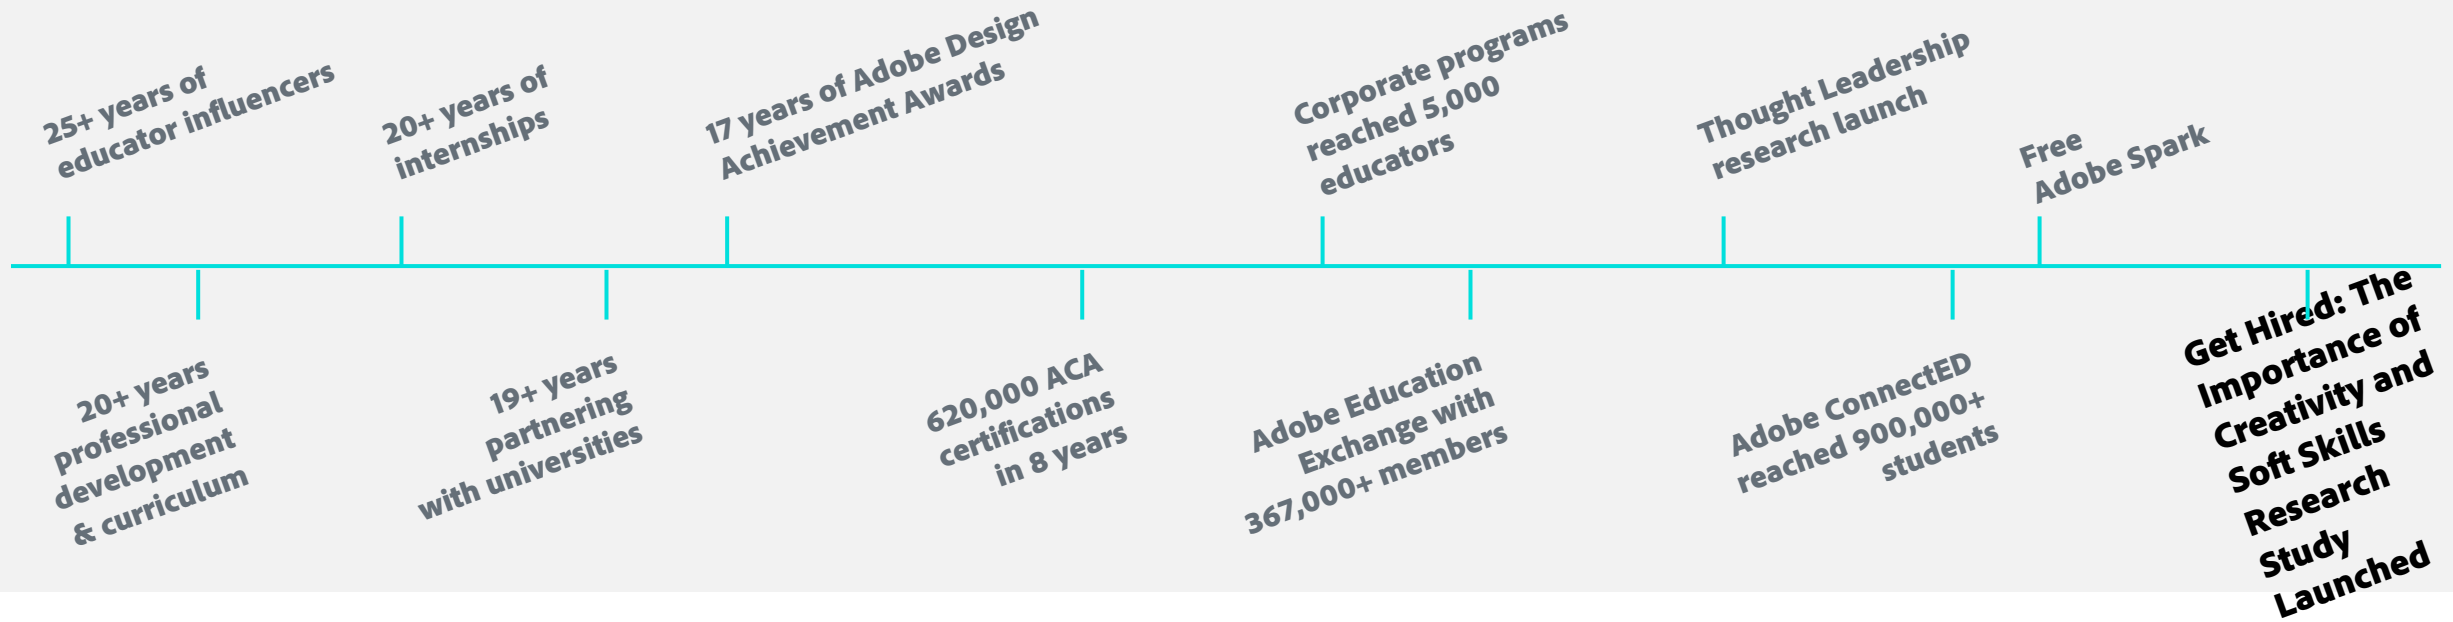 25+ years of
educator influencers
20+ years of
internships
17 years of Adobe Design
Achievement Awards
Corporate programs
reached 5,000
educators
Thought Leadership
research launch
Free
Adobe Spark
20+ years
professional
development
& curriculum
19+ years
partnering
with universities
620,000 ACA
certifications
in 8 years
Adobe Education
Exchange with
367,000+ members
Adobe ConnectED
reached 900,000+
students
Get Hired: The
Importance of
Creativity and
Soft Skills
Research
Study
Launched